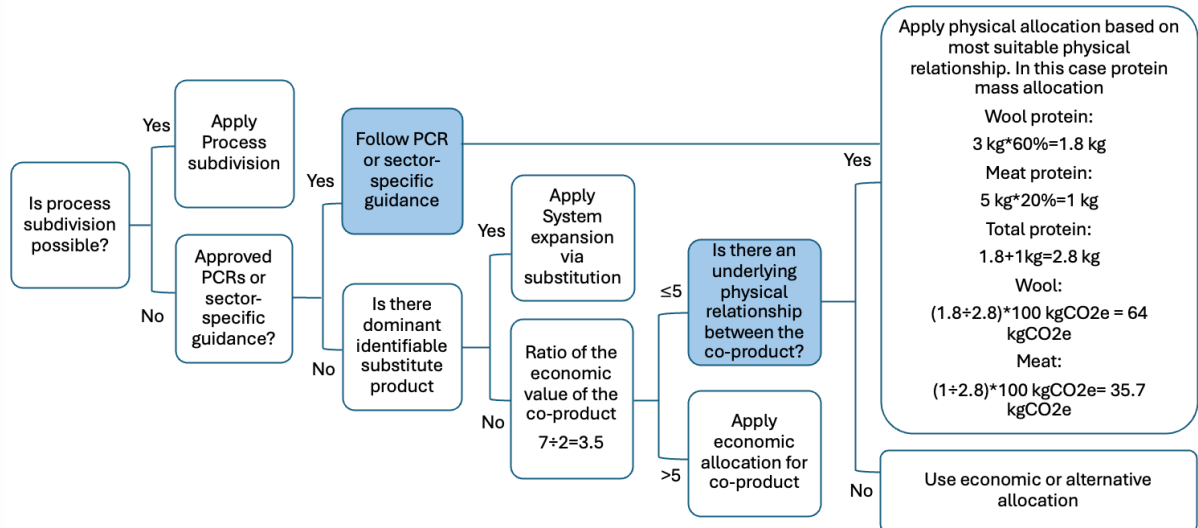 Is process
subdivision
possible?
Yes
No
Apply
Process
subdivision
Approved
PCRs or
sector-
specific
guidance?
Yes
No
Follow PCR
or sector-
specific
guidance
Is there
dominant
identifiable
substitute
product
Yes
No
Apply
System
expansion
via
substitution
Ratio of the
economic
value of the
co-product
7÷2=3.5
≤5
>5
Is there an
underlying
physical
relationship
between the
co-product?
Apply
economic
allocation for
co-product
Yes
No
Apply physical allocation based on
most suitable physical
relationship. In this case protein
mass allocation
Wool protein:
3 kg*60%=1.8 kg
Meat protein:
5 kg*20%=1 kg
Total protein:
1.8+1kg=2.8 kg
Wool:
(1.8÷2.8)*100 kgCO2e = 64
kgCO2e
Meat:
(1÷2.8)*100 kgCO2e= 35.7
kgCO2e
Use economic or alternative
allocation